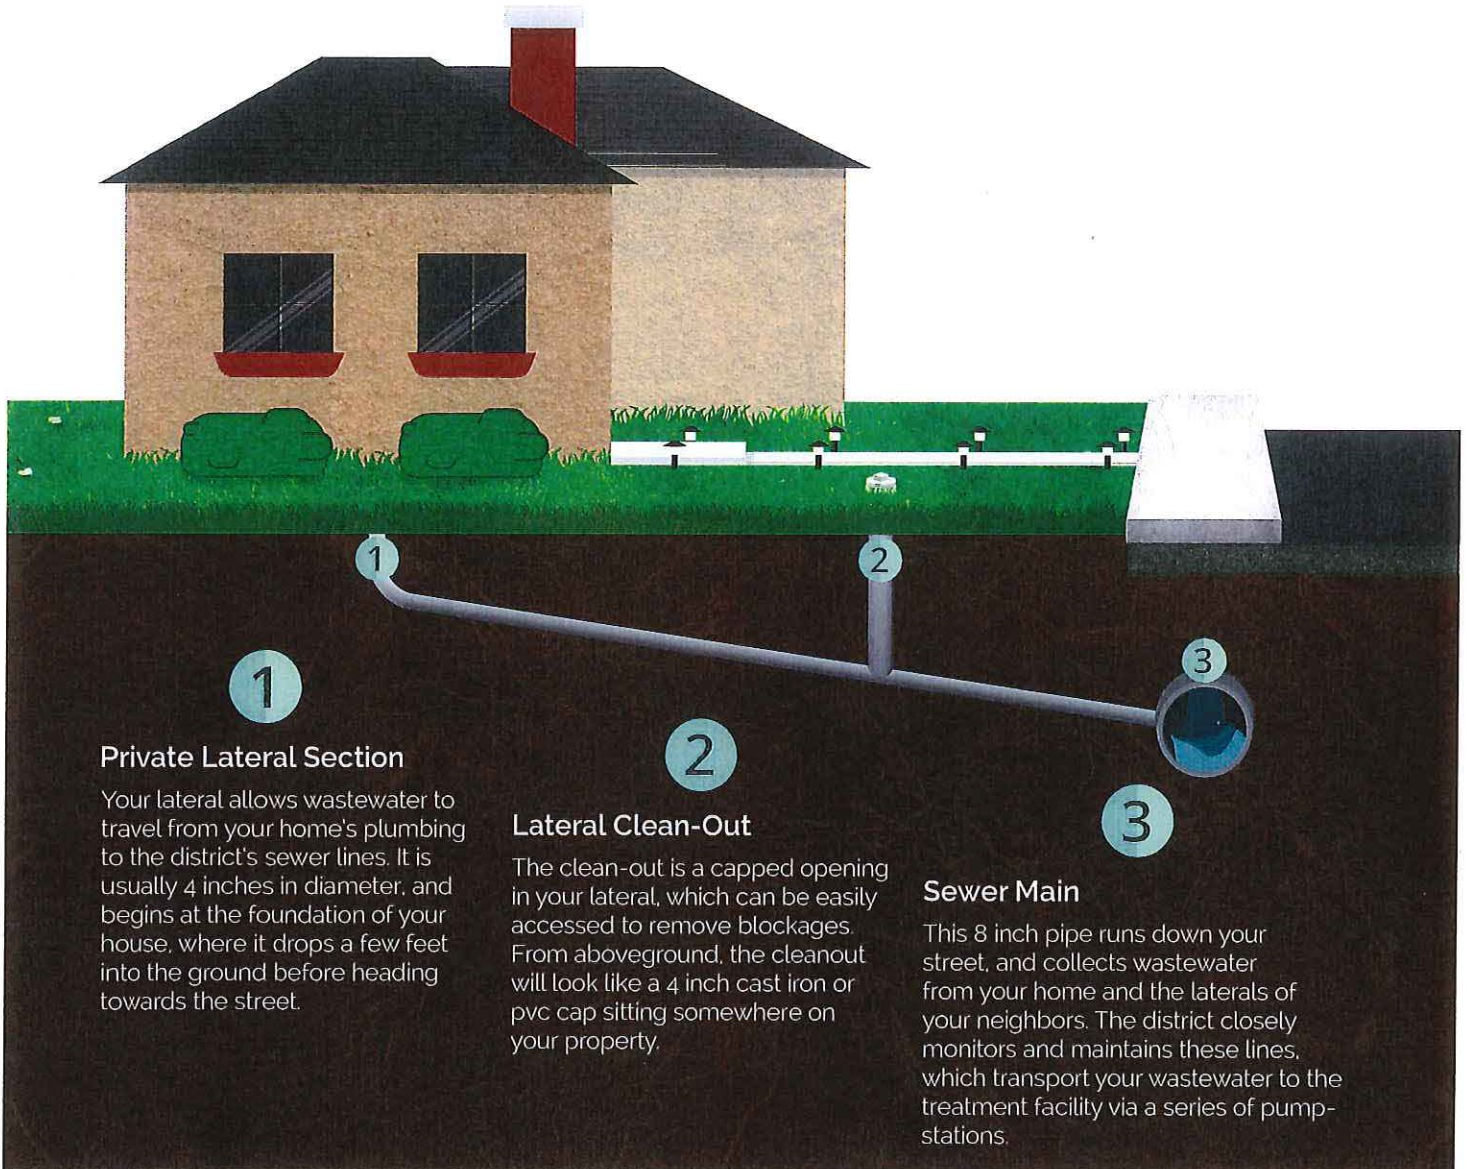 1
2
3
1
Private Lateral Section
Your lateral allows wastewater to
travel from your home's plumbing
to the district's sewer lines. It is
usually 4 inches in diameter, and
begins at the foundation of your
house, where it drops a few feet
into the ground before heading
towards the street.
2
Lateral Clean-Out
The clean-out is a capped opening
in your lateral, which can be easily
accessed to remove blockages.
From aboveground, the cleanout
will look like a 4 inch cast iron or
pvc cap sitting somewhere on
your property.
3
Sewer Main
This 8 inch pipe runs down your
street, and collects wastewater
from your home and the laterals of
your neighbors. The district closely
monitors and maintains these lines,
which transport your wastewater to the
treatment facility via a series of pump-
stations.